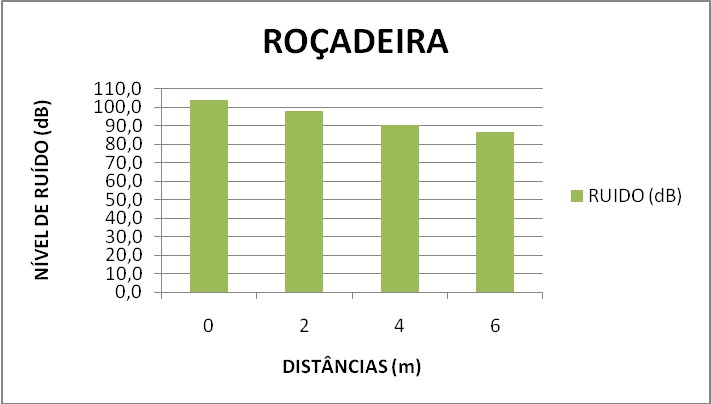 ROÇADEIRA
NÍVEL DE RUÍDO (dB)
110,0
100,0
90,0
80,0
70,0
60,0
50,0
40,0
30,0
20,0
10,0
0,0
0 2 4 6
DISTÂNCIAS (m)
RUIDO (dB)